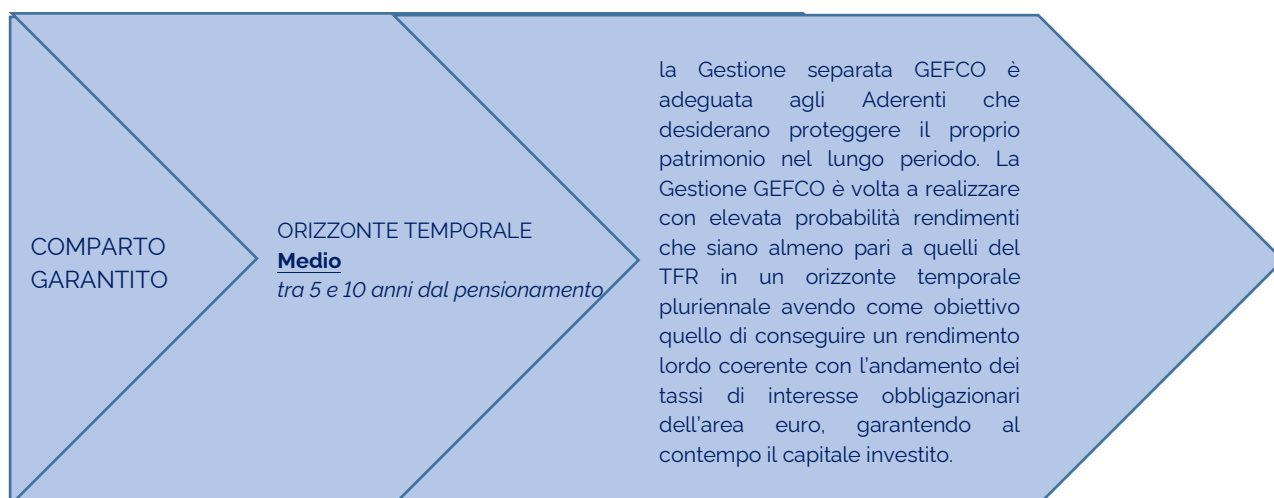 COMPARTO
GARANTITO
ORIZZONTE TEMPORALE
Medio
tra 5 e 10 anni dal pensionamento
la Gestione separata GEFCO è
adeguata agli Aderenti che
desiderano proteggere il proprio
patrimonio nel lungo periodo. La
Gestione GEFCO è volta a realizzare
con elevata probabilità rendimenti
che siano almeno pari a quelli del
TFR in un orizzonte temporale
pluriennale avendo come obiettivo
quello di conseguire un rendimento
lordo coerente con l'andamento dei
tassi di interesse obbligazionari
dell'area euro, garantendo al
contempo il capitale investito.